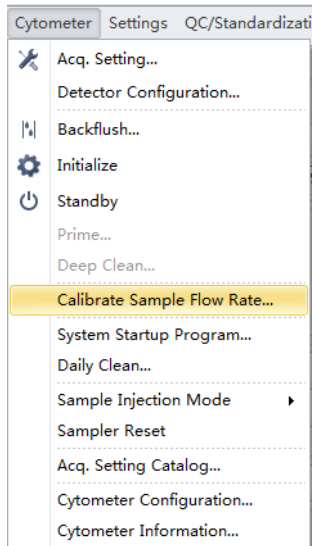 Cytometer Settings QC/Standardizati
Acq. Setting...
Detector Configuration...
Backflush...
Initialize
Standby
Prime...
Deep Clean...
Calibrate Sample Flow Rate...
System Startup Program...
Daily Clean...
Sample Injection Mode
Sampler Reset
Acq. Setting Catalog...
Cytometer Configuration...
Cytometer Information...